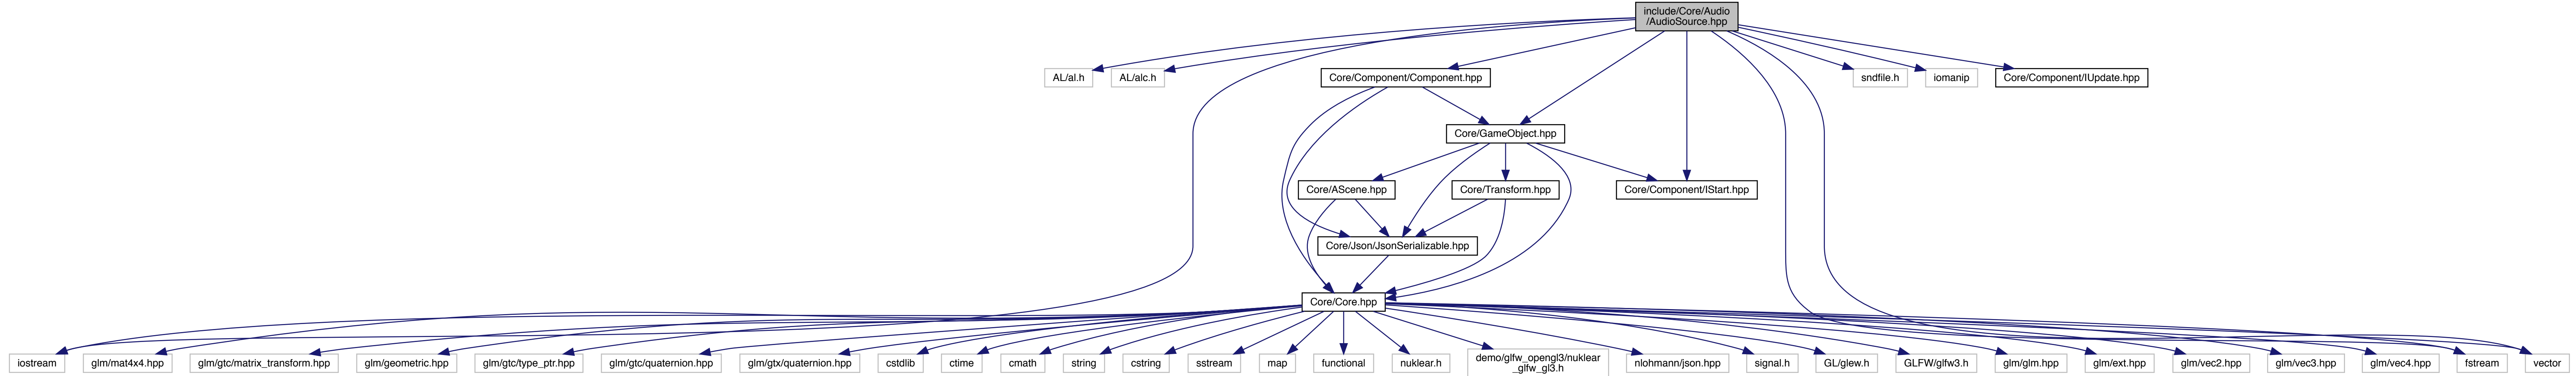 include/Core/Audio
/AudioSource.hpp
AL/al.h
AL/alc.h
Core/Component/Component.hpp
sndfile.h
iomanip
Core/Component/IUpdate.hpp
Core/GameObject.hpp
Core/AScene.hpp
Core/Transform.hpp
Core/Component/IStart.hpp
Core/Json/JsonSerializable.hpp
Core/Core.hpp
iostream
glm/mat4x4.hpp
glm/gtc/matrix_transform.hpp
glm/geometric.hpp
glm/gtc/type_ptr.hpp
glm/gtc/quaternion.hpp
glm/gtx/quaternion.hpp
cstdlib
ctime
cmath
string
cstring
sstream
map
functional
nuklear.h
demo/glfw_opengl3/nuklear
_glfw_gl3.h
nlohmann/json.hpp
signal.h
GL/glew.h
GLFW/glfw3.h
glm/glm.hpp
glm/ext.hpp
glm/vec2.hpp
glm/vec3.hpp
glm/vec4.hpp
fstream
vector